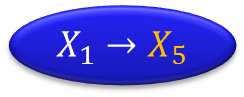 X₁ → X₅